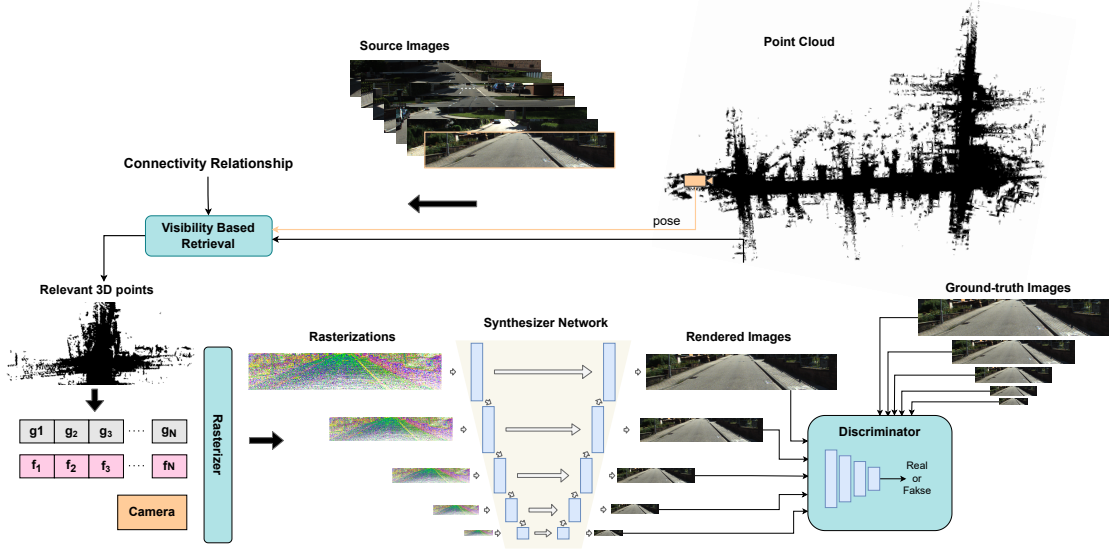 Source Images
Point Cloud
Connectivity Relationship
Visibility Based
Retrieval
pose
Relevant 3D points
Ground-truth Images
Rasterizations
Synthesizer Network
Rendered Images
Rasterizer
g1 g2 g3 ···· gN
f1 f2 f3 ···· fN
Camera
Discriminator
Real
or
Fakse